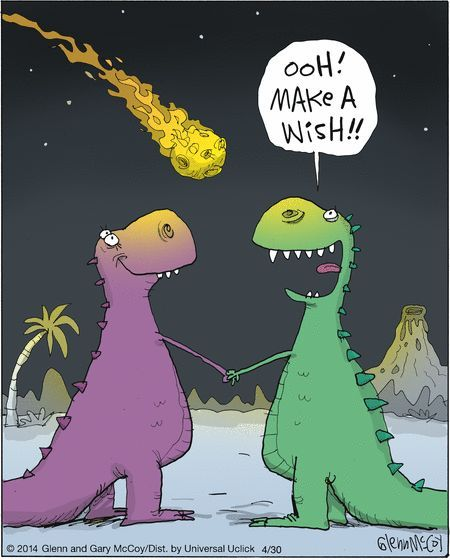 OOH!
MAKE A
WISH!!
GlennMcCoy
© 2014 Glenn and Gary McCoy/Dist. by Universal Uclick 4/30